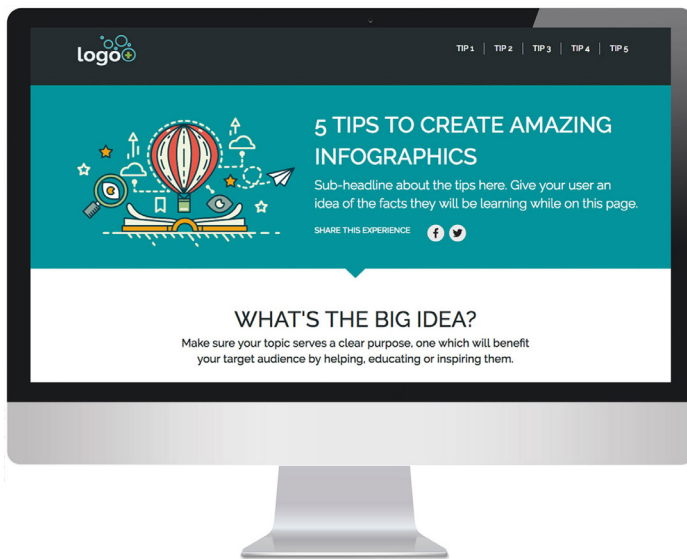 logo
TIP 1 | TIP 2 | TIP 3 | TIP 4 | TIP 5
5 TIPS TO CREATE AMAZING
INFOGRAPHICS
Sub-headline about the tips here. Give your user an
idea of the facts they will be learning while on this page.
SHARE THIS EXPERIENCE
WHAT'S THE BIG IDEA?
Make sure your topic serves a clear purpose, one which will benefit
your target audience by helping, educating or inspiring them.